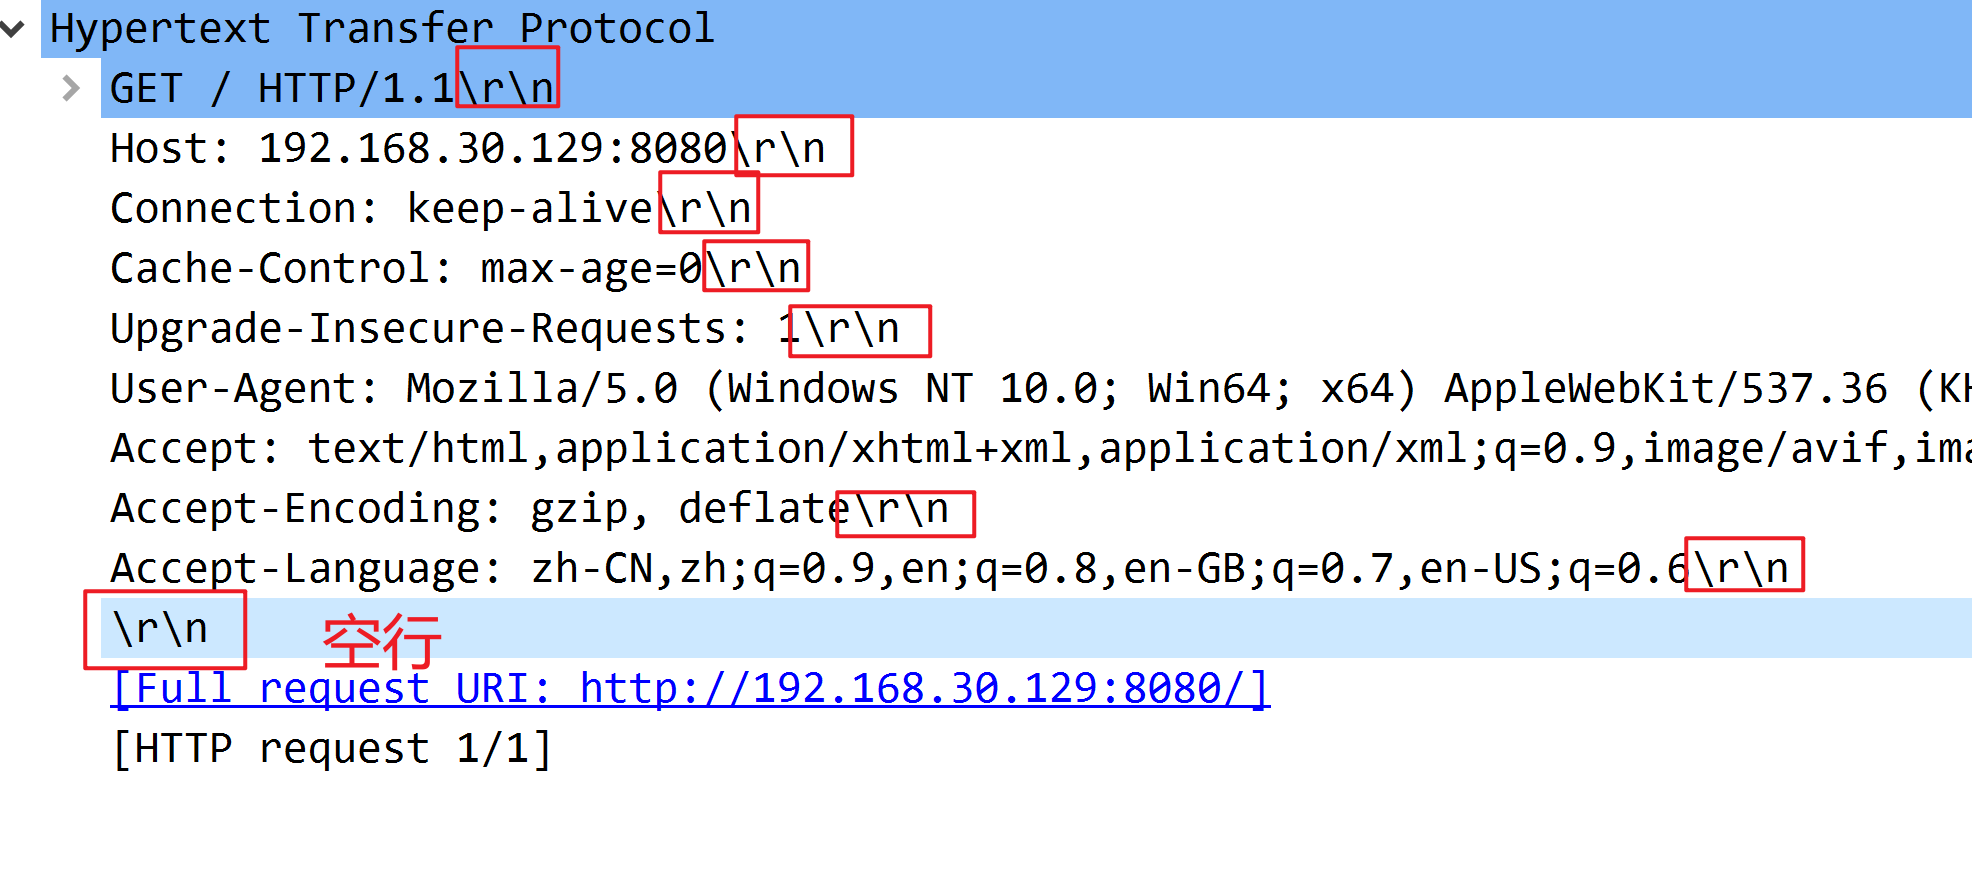 Hypertext Transfer Protocol
GET / HTTP/1.1\r\n
Host: 192.168.30.129:8080\r\n
Connection: keep-alive\r\n
Cache-Control: max-age=0\r\n
Upgrade-Insecure-Requests: 1\r\n
User-Agent: Mozilla/5.0 (Windows NT 10.0; Win64; x64) AppleWebKit/537.36 (KH
Accept: text/html,application/xhtml+xml,application/xml;q=0.9,image/avif,ima
Accept-Encoding: gzip, deflate\r\n
Accept-Language: zh-CN,zh;q=0.9,en;q=0.8,en-GB;q=0.7,en-US;q=0.6\r\n
\r\n 空行
[Full request URI: http://192.168.30.129:8080/]
[HTTP request 1/1]